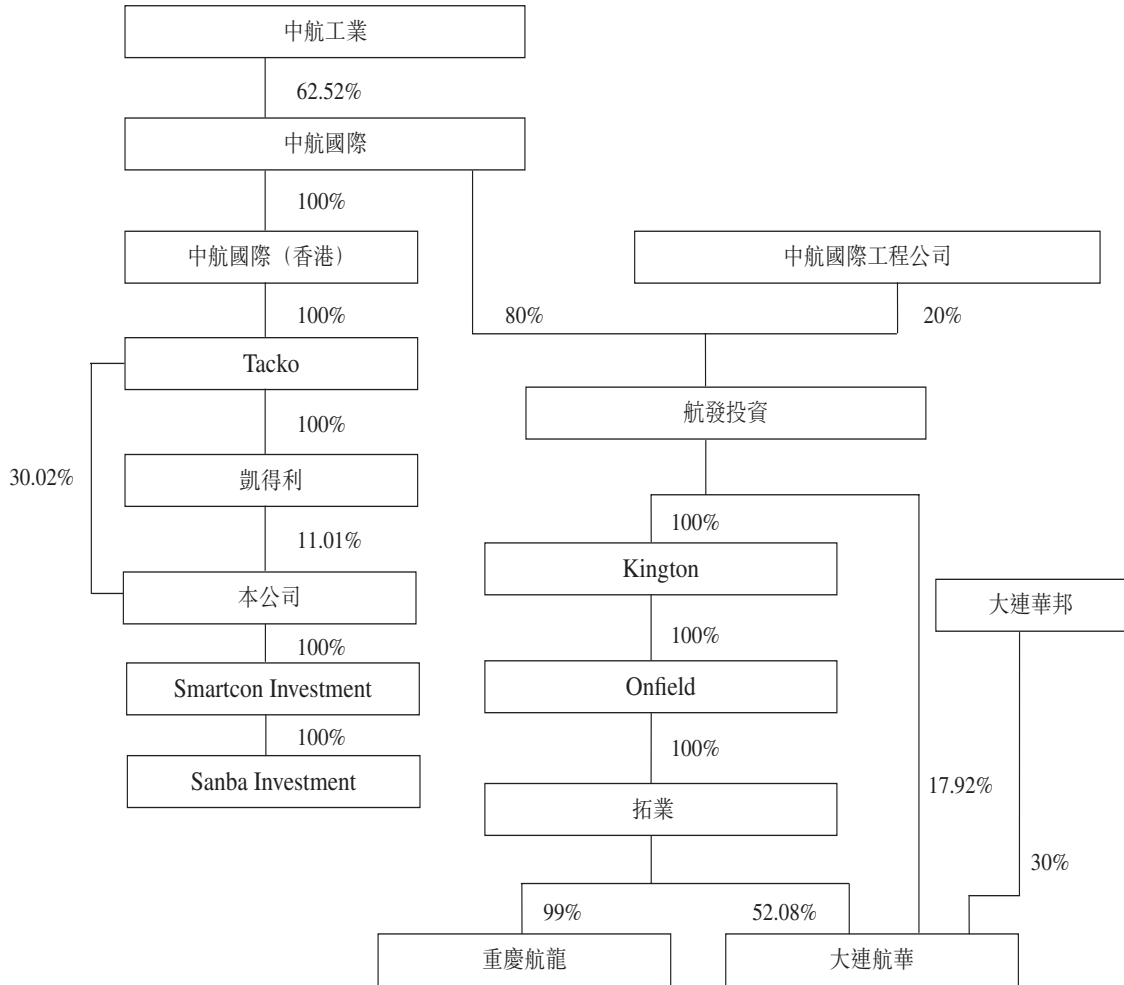 中航工業
62.52%
中航國際
100%
中航國際（香港）
中航國際工程公司
100%
80%
20%
Tacko
航發投資
100%
30.02%
凱得利
11.01%
100%
Kington
本公司
大連華邦
100%
100%
Smartcon Investment
Onfield
100%
100%
Sanba Investment
拓業
17.92%
30%
99%
52.08%
重慶航龍
大連航華